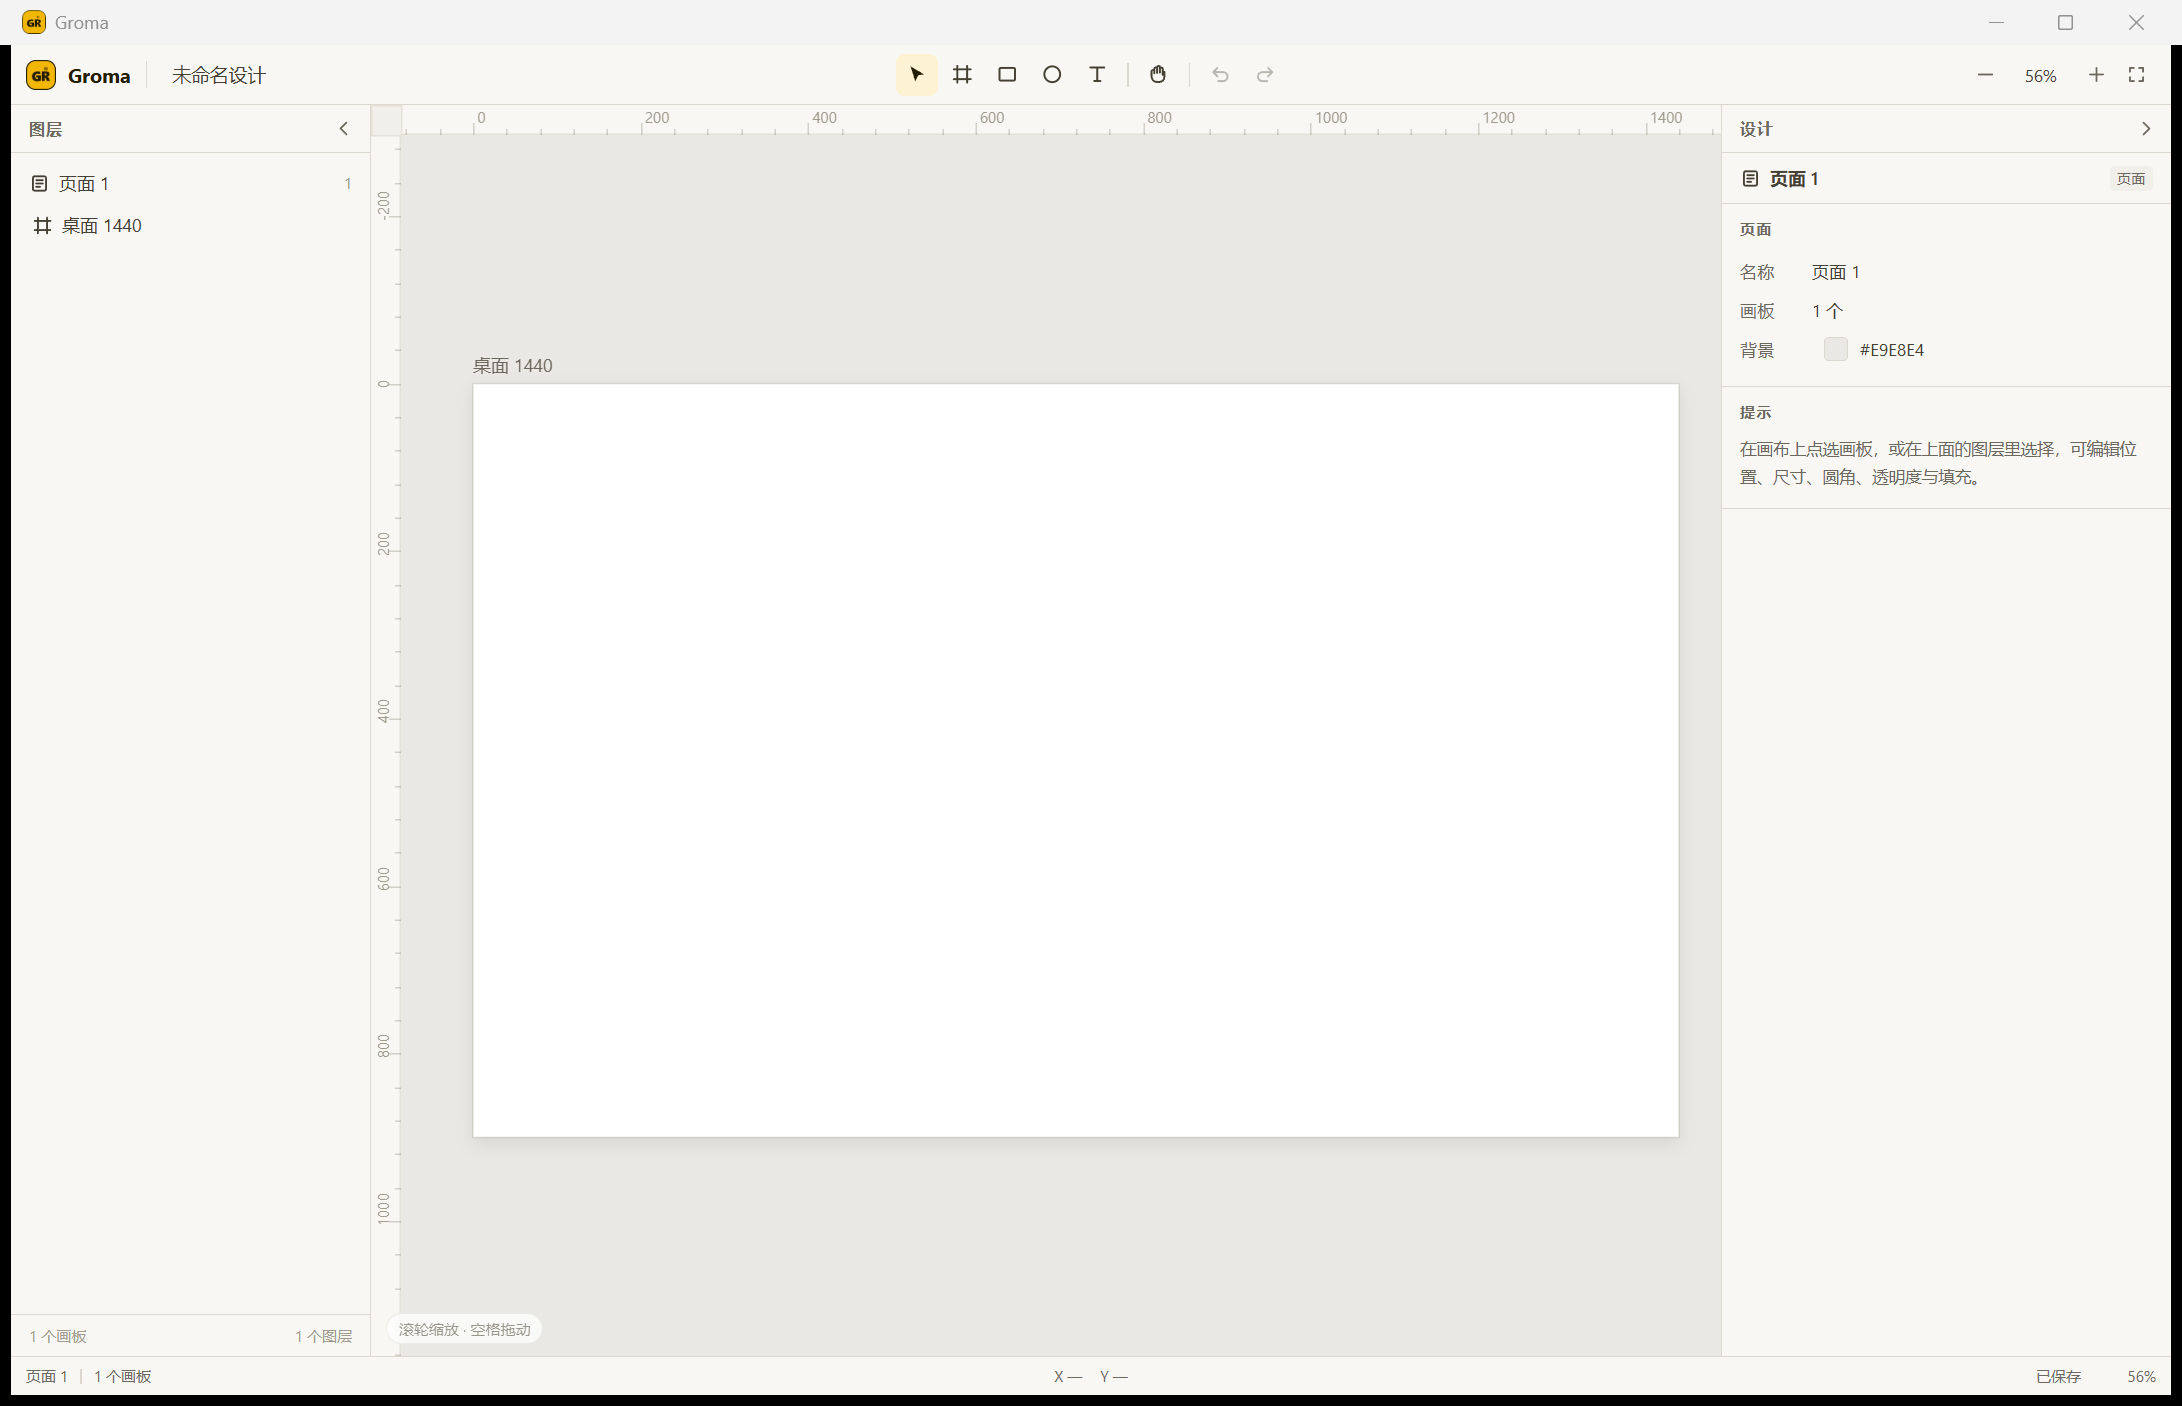 Groma
GR Groma 未命名设计 56%
图层
页面 1 1
桌面 1440
0 200 400 600 800 1000 1200 1400
-200
0
200
400
600
800
1000
桌面 1440
设计
页面 1 页面
页面
名称 页面 1
画板 1 个
背景 #E9E8E4
提示
在画布上点选画板，或在上面的图层里选择，可编辑位
置、尺寸、圆角、透明度与填充。
1 个画板 1 个图层
滚轮缩放 · 空格拖动
页面 1 1 个画板 X — Y — 已保存 56%